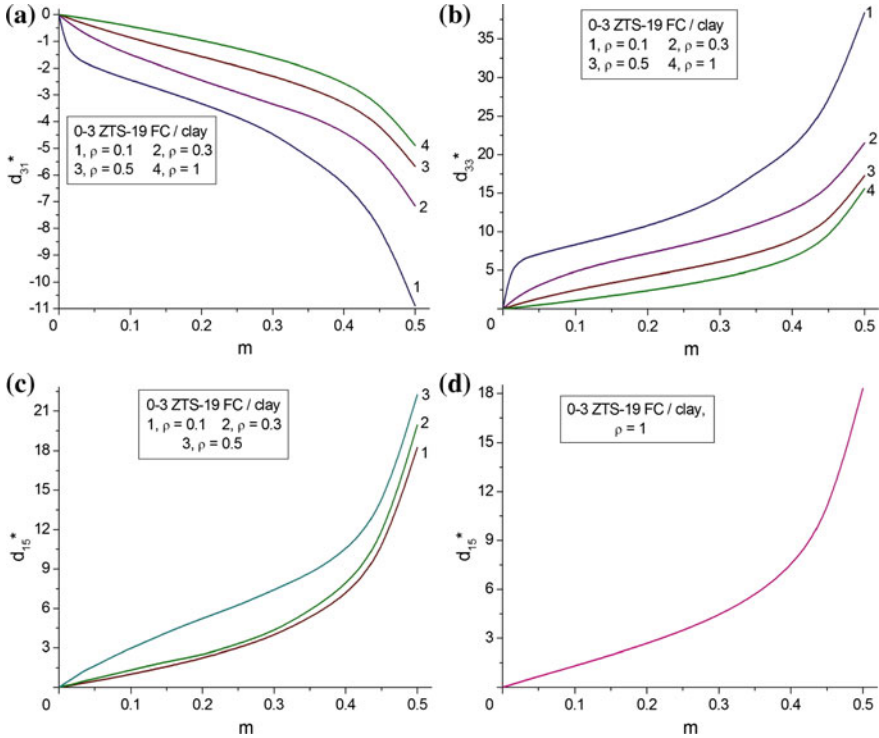 (a)
0
-1
-2
-3
-4
-5
-6
-7
-8
-9
-10
-11
d31*
0-3 ZTS-19 FC / clay
1, ρ = 0.1 2, ρ = 0.3
3, ρ = 0.5 4, ρ = 1
4
3
2
1
0 0.1 0.2 0.3 0.4 0.5
m
(b)
35
30
25
20
15
10
5
0
d33*
0-3 ZTS-19 FC / clay
1, ρ = 0.1 2, ρ = 0.3
3, ρ = 0.5 4, ρ = 1
1
2
3
4
0 0.1 0.2 0.3 0.4 0.5
m
(c)
21
18
15
12
9
6
3
0
d15*
0-3 ZTS-19 FC / clay
1, ρ = 0.1 2, ρ = 0.3
3, ρ = 0.5
3
2
1
0 0.1 0.2 0.3 0.4 0.5
m
(d)
18
15
12
9
6
3
d15*
0-3 ZTS-19 FC / clay,
ρ = 1
0 0.1 0.2 0.3 0.4 0.5
m